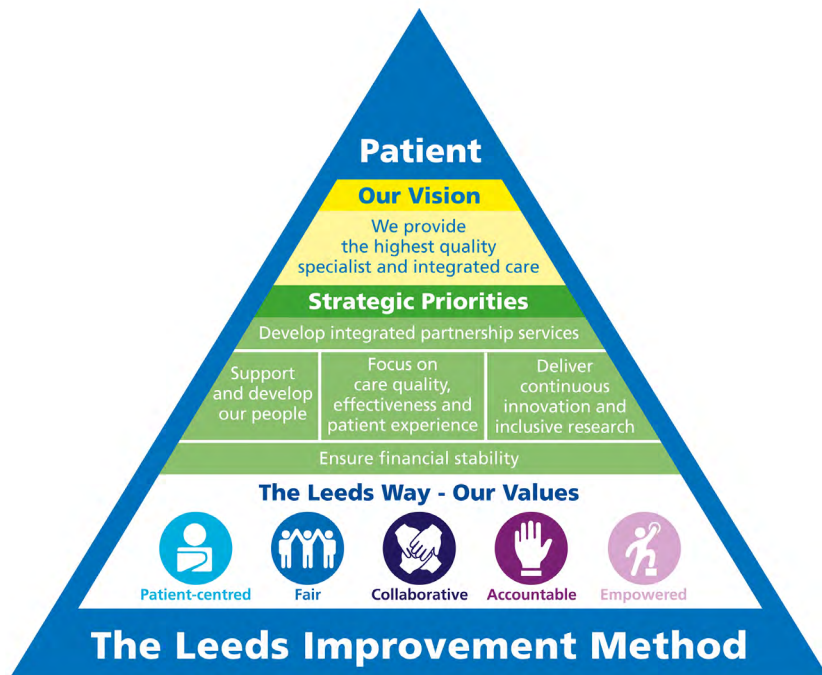 Patient
Our Vision
We provide
the highest quality
specialist and integrated care
Strategic Priorities
Develop integrated partnership services
Support
and develop
our people
Focus on
care quality,
effectiveness and
patient experience
Deliver
continuous
innovation and
inclusive research
Ensure financial stability
The Leeds Way - Our Values
Patient-centred
Fair
Collaborative
Accountable
Empowered
The Leeds Improvement Method